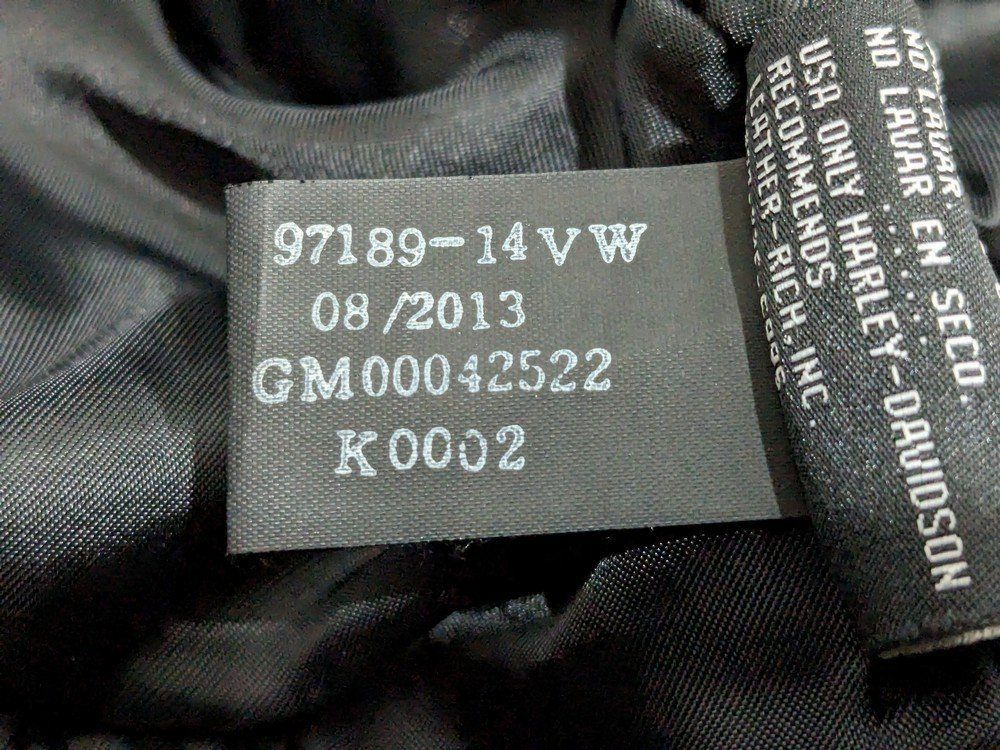 97189-14VW
08/2013
GM00042522
K0002
NO LAVAR EN SECO.
USA ONLY HARLEY-DAVIDSON
RECOMMENDS
LEATHER-RICH, INC.